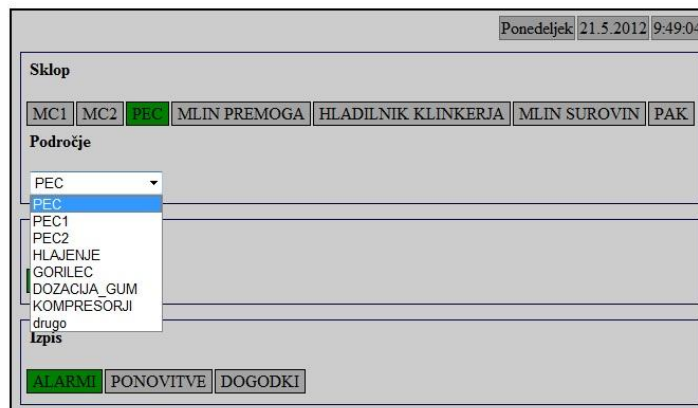 Ponedeljek 21.5.2012 9:49:04
Sklop
MC1 MC2 PEC MLIN PREMOGA HLADILNIK KLINKERJA MLIN SUROVIN PAK
Področje
PEC
PEC
PEC1
PEC2
HLAJENJE
GORILEC
DOZACIJA_GUM
KOMPRESORJI
drugo
Izpis
ALARMI PONOVITVE DOGODKI